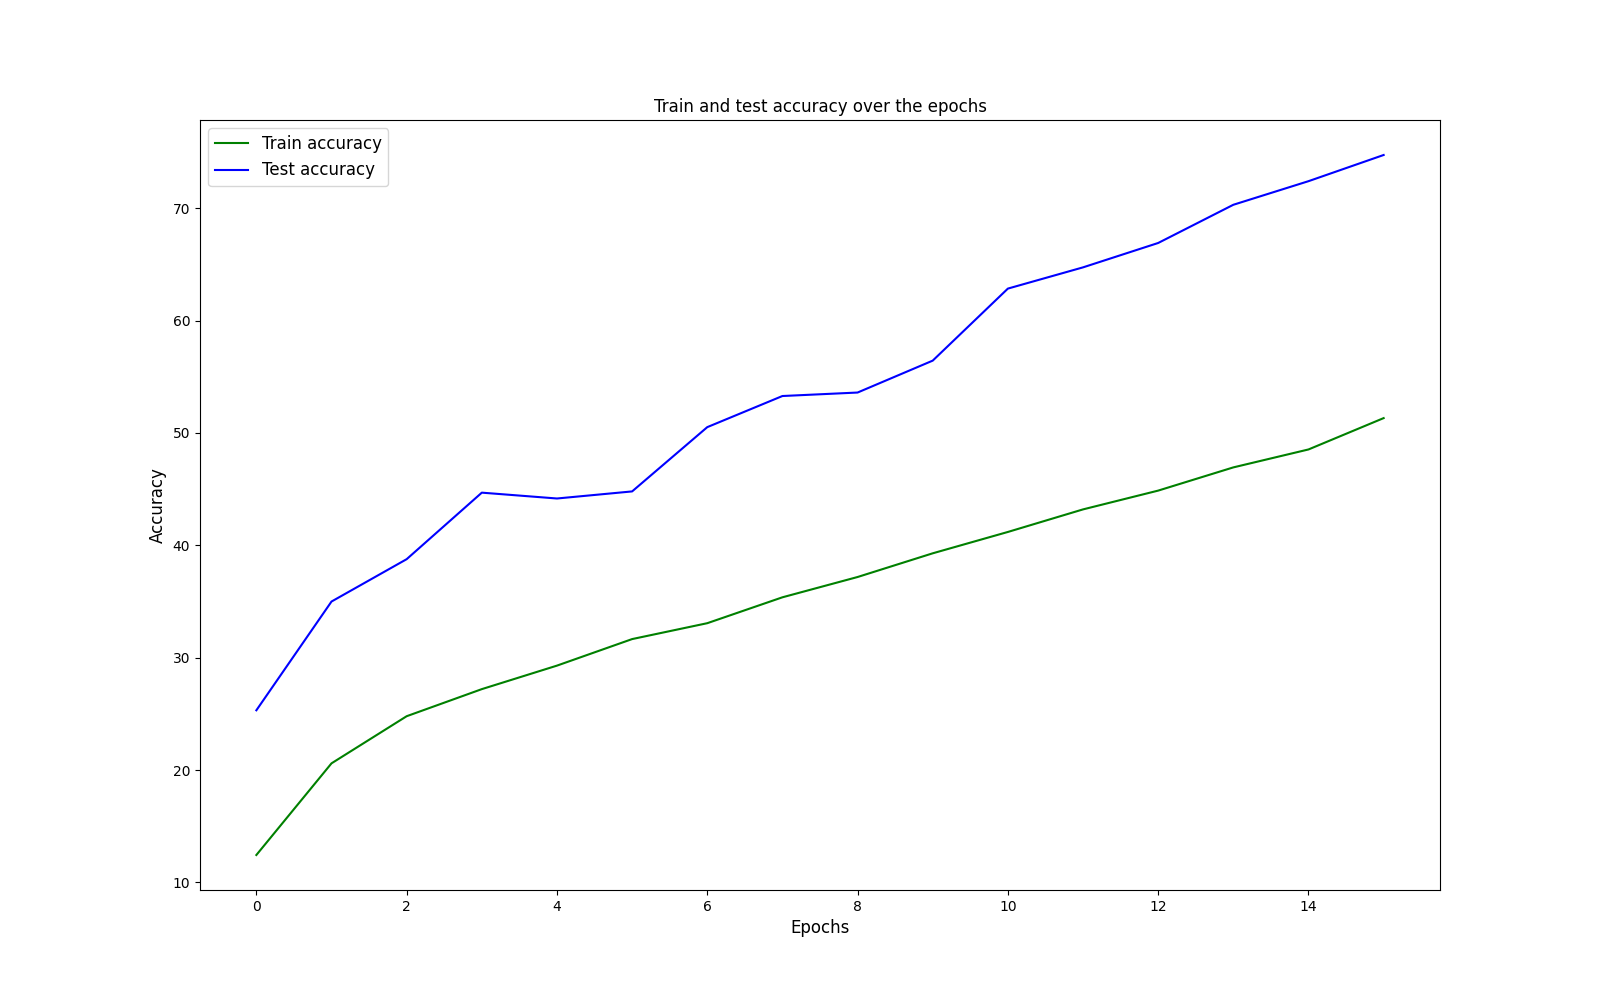 Train and test accuracy over the epochs
Train accuracy
Test accuracy
70
60
50
40
30
20
10
Accuracy
0 2 4 6 8 10 12 14
Epochs